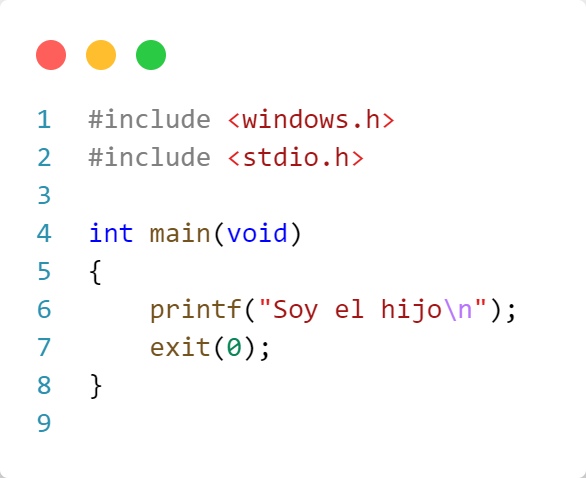 1 #include <windows.h>
2 #include <stdio.h>
3
4 int main(void)
5 {
6     printf("Soy el hijo\n");
7     exit(0);
8 }
9